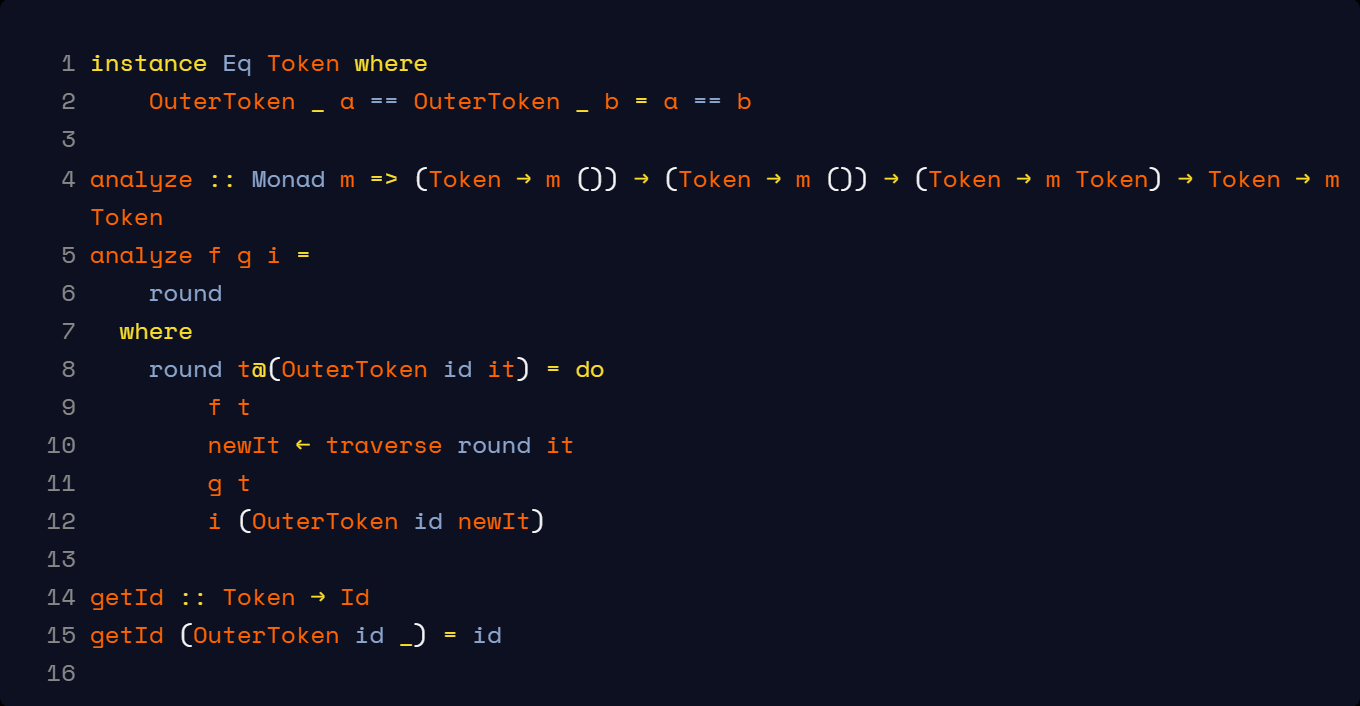 1 instance Eq Token where
2     OuterToken _ a == OuterToken _ b = a == b
3
4 analyze :: Monad m => (Token -> m ()) -> (Token -> m ()) -> (Token -> m Token) -> Token -> m
Token
5 analyze f g i =
6     round
7   where
8     round t@(OuterToken id it) = do
9         f t
10         newIt <- traverse round it
11         g t
12         i (OuterToken id newIt)
13
14 getId :: Token -> Id
15 getId (OuterToken id _) = id
16